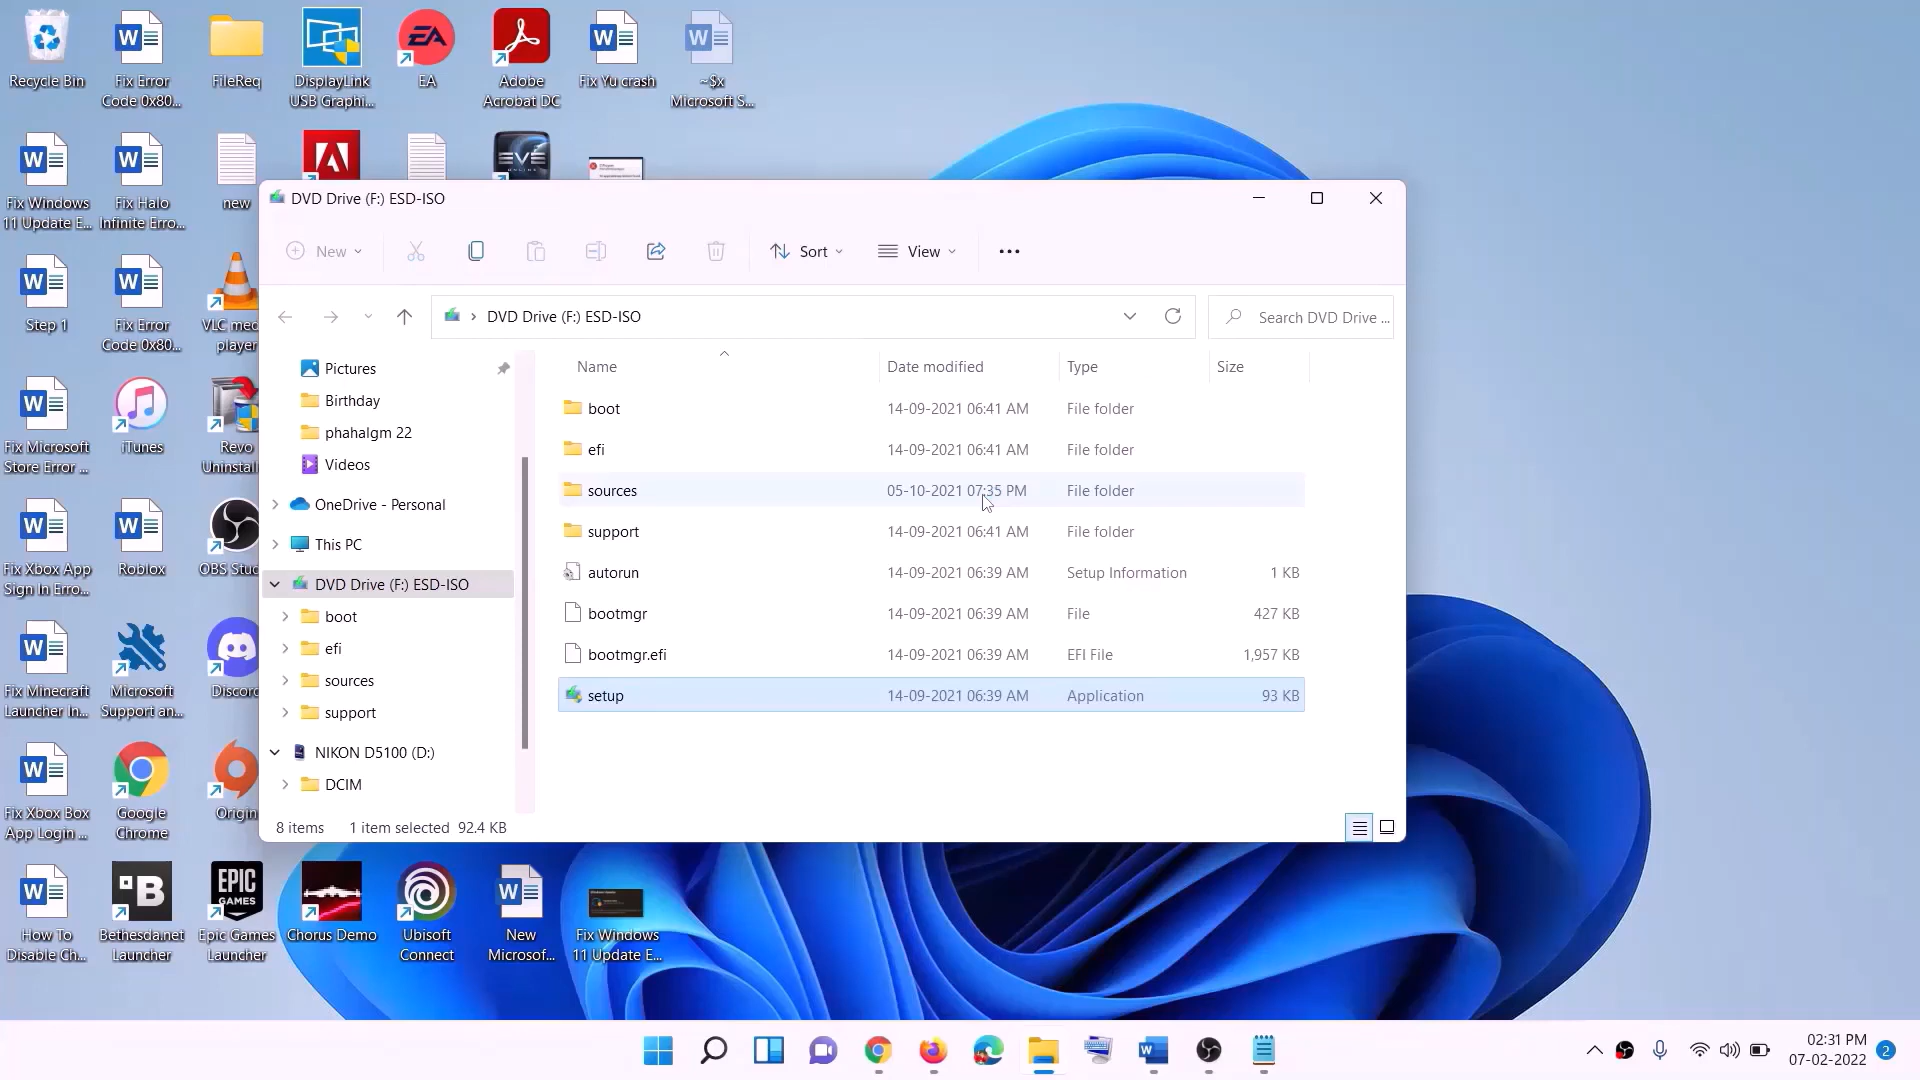 Recycle Bin
Fix Error
Code 0x80...
FileReq
DisplayLink
USB Graphi...
EA
Adobe
Acrobat DC
Fix Yu crash
~$x
Microsoft S...
Fix Windows
11 Update E...
Fix Halo
Infinite Erro...
new
EVE
ONLINE
Step 1
Fix Error
Code 0x80...
VLC med
player
Fix Microsoft
Store Error ...
iTunes
Revo
Uninstall
Fix Xbox App
Sign In Erro...
Roblox
OBS Stud
Fix Minecraft
Launcher In...
Microsoft
Support an...
Discord
Fix Xbox Box
App Login ...
Google
Chrome
Origin
How To
Disable Ch...
Bethesda.net
Launcher
EPIC
GAMES
Epic Games
Launcher
Chorus Demo
Ubisoft
Connect
New
Microsof...
Fix Windows
11 Update E...
DVD Drive (F:) ESD-ISO
New
Sort
View
DVD Drive (F:) ESD-ISO
Search DVD Drive ...
Pictures
Birthday
phahalgm 22
Videos
OneDrive - Personal
This PC
DVD Drive (F:) ESD-ISO
boot
efi
sources
support
NIKON D5100 (D:)
DCIM
Name Date modified Type Size
boot 14-09-2021 06:41 AM File folder
efi 14-09-2021 06:41 AM File folder
sources 05-10-2021 07:35 PM File folder
support 14-09-2021 06:41 AM File folder
autorun 14-09-2021 06:39 AM Setup Information 1 KB
bootmgr 14-09-2021 06:39 AM File 427 KB
bootmgr.efi 14-09-2021 06:39 AM EFI File 1,957 KB
setup 14-09-2021 06:39 AM Application 93 KB
8 items 1 item selected 92.4 KB
02:31 PM
07-02-2022
2